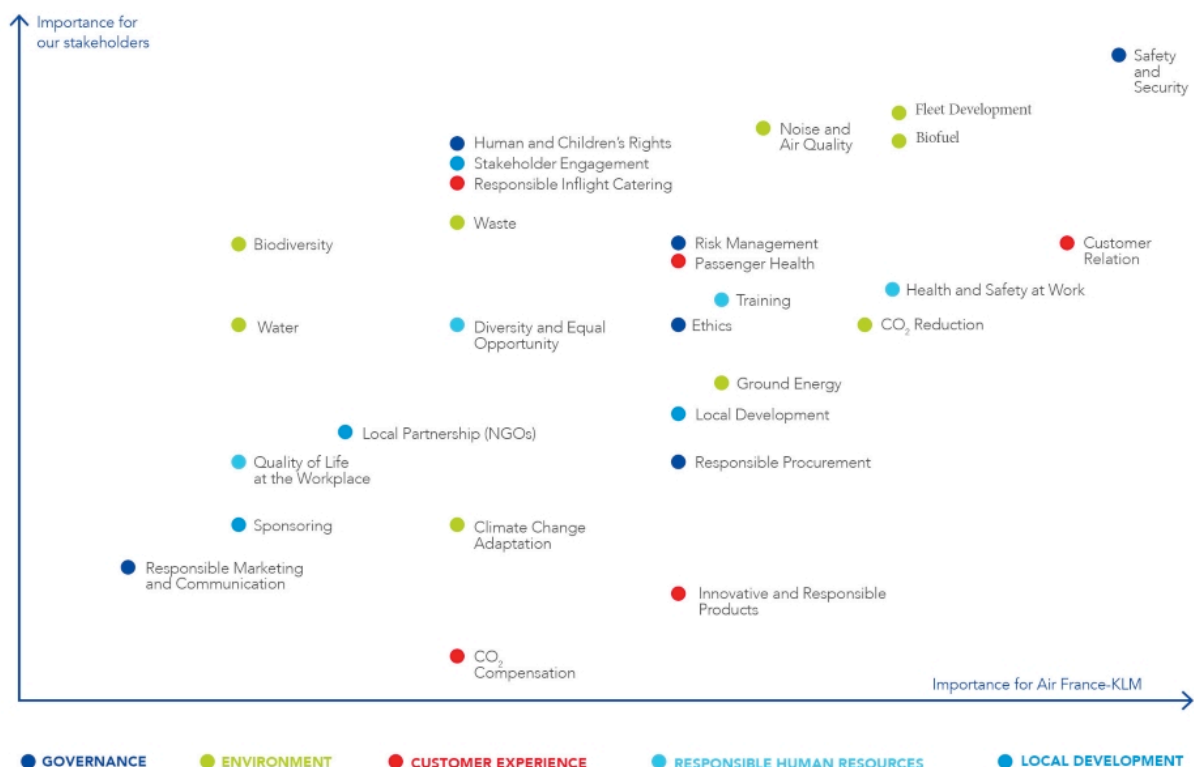 Importance for
our stakeholders
Safety
and
Security
Fleet Development
Noise and
Air Quality
Biofuel
Human and Children's Rights
Stakeholder Engagement
Responsible Inflight Catering
Waste
Biodiversity
Risk Management
Passenger Health
Customer
Relation
Training
Health and Safety at Work
Water
Diversity and Equal
Opportunity
Ethics
CO₂ Reduction
Ground Energy
Local Development
Local Partnership (NGOs)
Quality of Life
at the Workplace
Responsible Procurement
Sponsoring
Climate Change
Adaptation
Responsible Marketing
and Communication
Innovative and Responsible
Products
CO₂
Compensation
Importance for Air France-KLM
GOVERNANCE
ENVIRONMENT
CUSTOMER EXPERIENCE
RESPONSIBLE HUMAN RESOURCES
LOCAL DEVELOPMENT